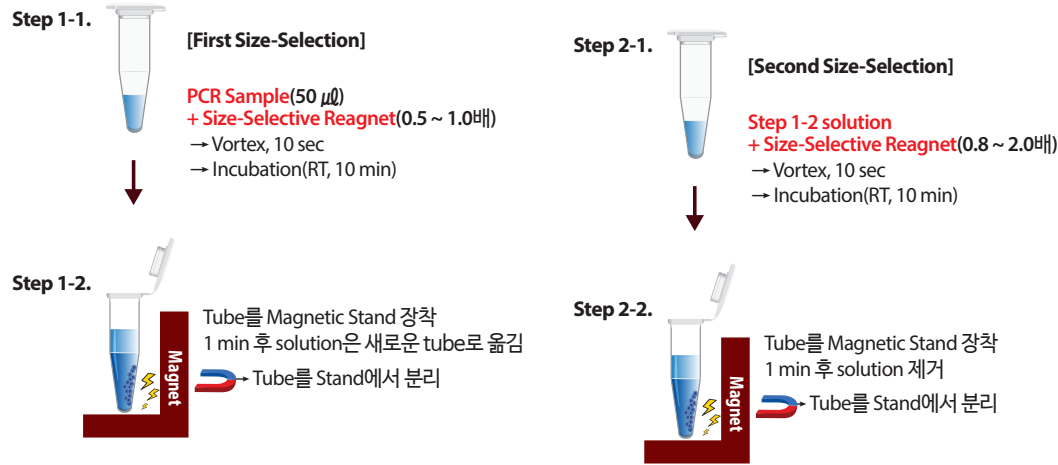 Step 1-1.
[First Size-Selection]
PCR Sample(50 ㎕)
+ Size-Selective Reagnet(0.5 ~ 1.0배)
→ Vortex, 10 sec
→ Incubation(RT, 10 min)
Step 1-2.
Tube를 Magnetic Stand 장착
1 min 후 solution은 새로운 tube로 옮김
Magnet
→ Tube를 Stand에서 분리
Step 2-1.
[Second Size-Selection]
Step 1-2 solution
+ Size-Selective Reagnet(0.8 ~ 2.0배)
→ Vortex, 10 sec
→ Incubation(RT, 10 min)
Step 2-2.
Tube를 Magnetic Stand 장착
1 min 후 solution 제거
Magnet
→ Tube를 Stand에서 분리